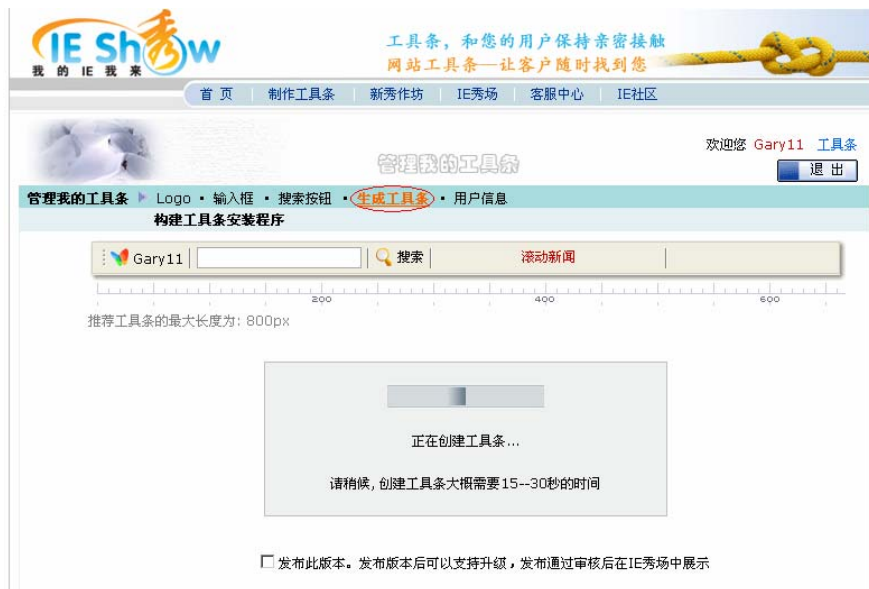 IE Show秀
我的IE我来
工具条，和您的用户保持亲密接触
网站工具条—让客户随时找到您
首页 制作工具条 新秀作坊 IE秀场 客服中心 IE社区
欢迎您 Gary11 工具条
管理我的工具条
退出
管理我的工具条 Logo · 输入框 · 搜索按钮 · 生成工具条 · 用户信息
构建工具条安装程序
Gary11 搜索 滚动新闻
200 400 600
推荐工具条的最大长度为: 800px
正在创建工具条...
请稍候, 创建工具条大概需要15--30秒的时间
发布此版本。发布版本后可以支持升级，发布通过审核后在IE秀场中展示